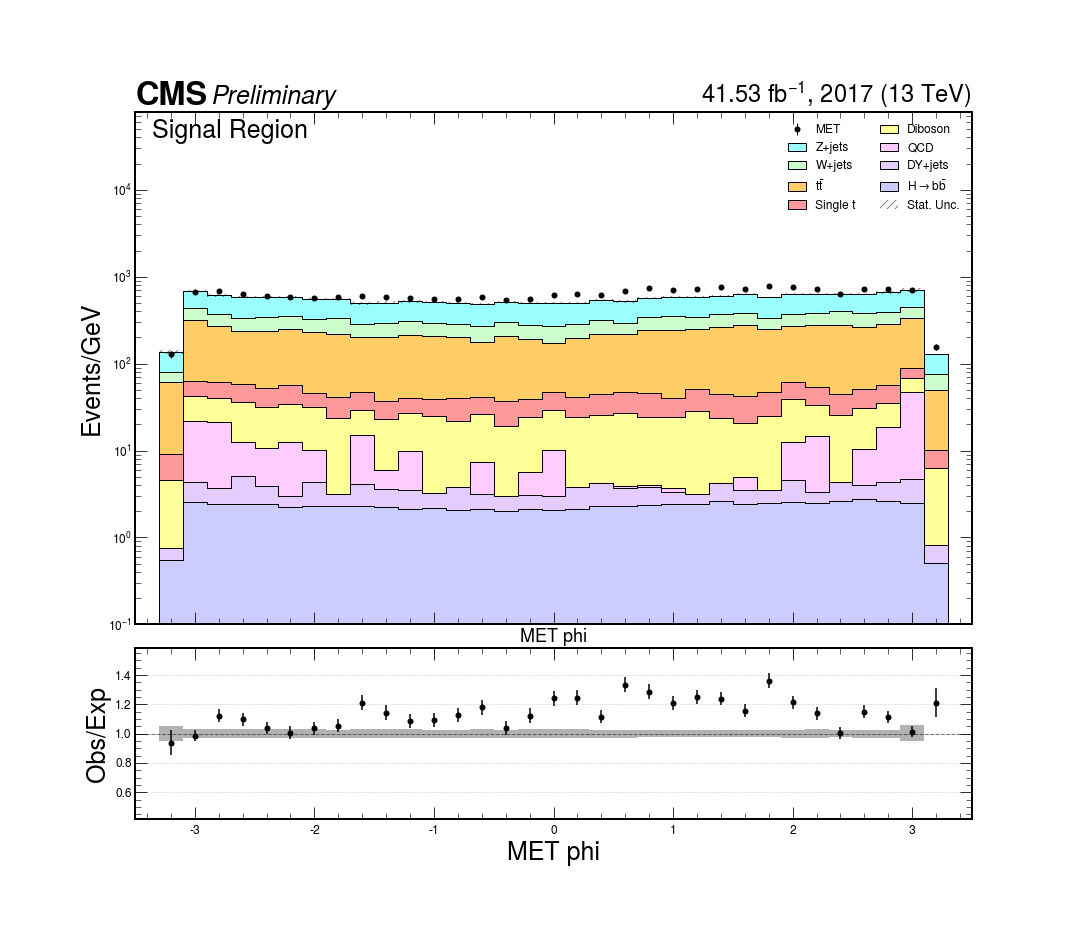 CMS Preliminary
41.53 fb⁻¹, 2017 (13 TeV)
Signal Region
MET
Z+jets
W+jets
tt̄
Single t
Diboson
QCD
DY+jets
H→bb̄
Stat. Unc.
Events/GeV
10⁴
10³
10²
10¹
10⁰
10⁻¹
MET phi
Obs/Exp
1.4
1.2
1.0
0.8
0.6
-3 -2 -1 0 1 2 3
MET phi